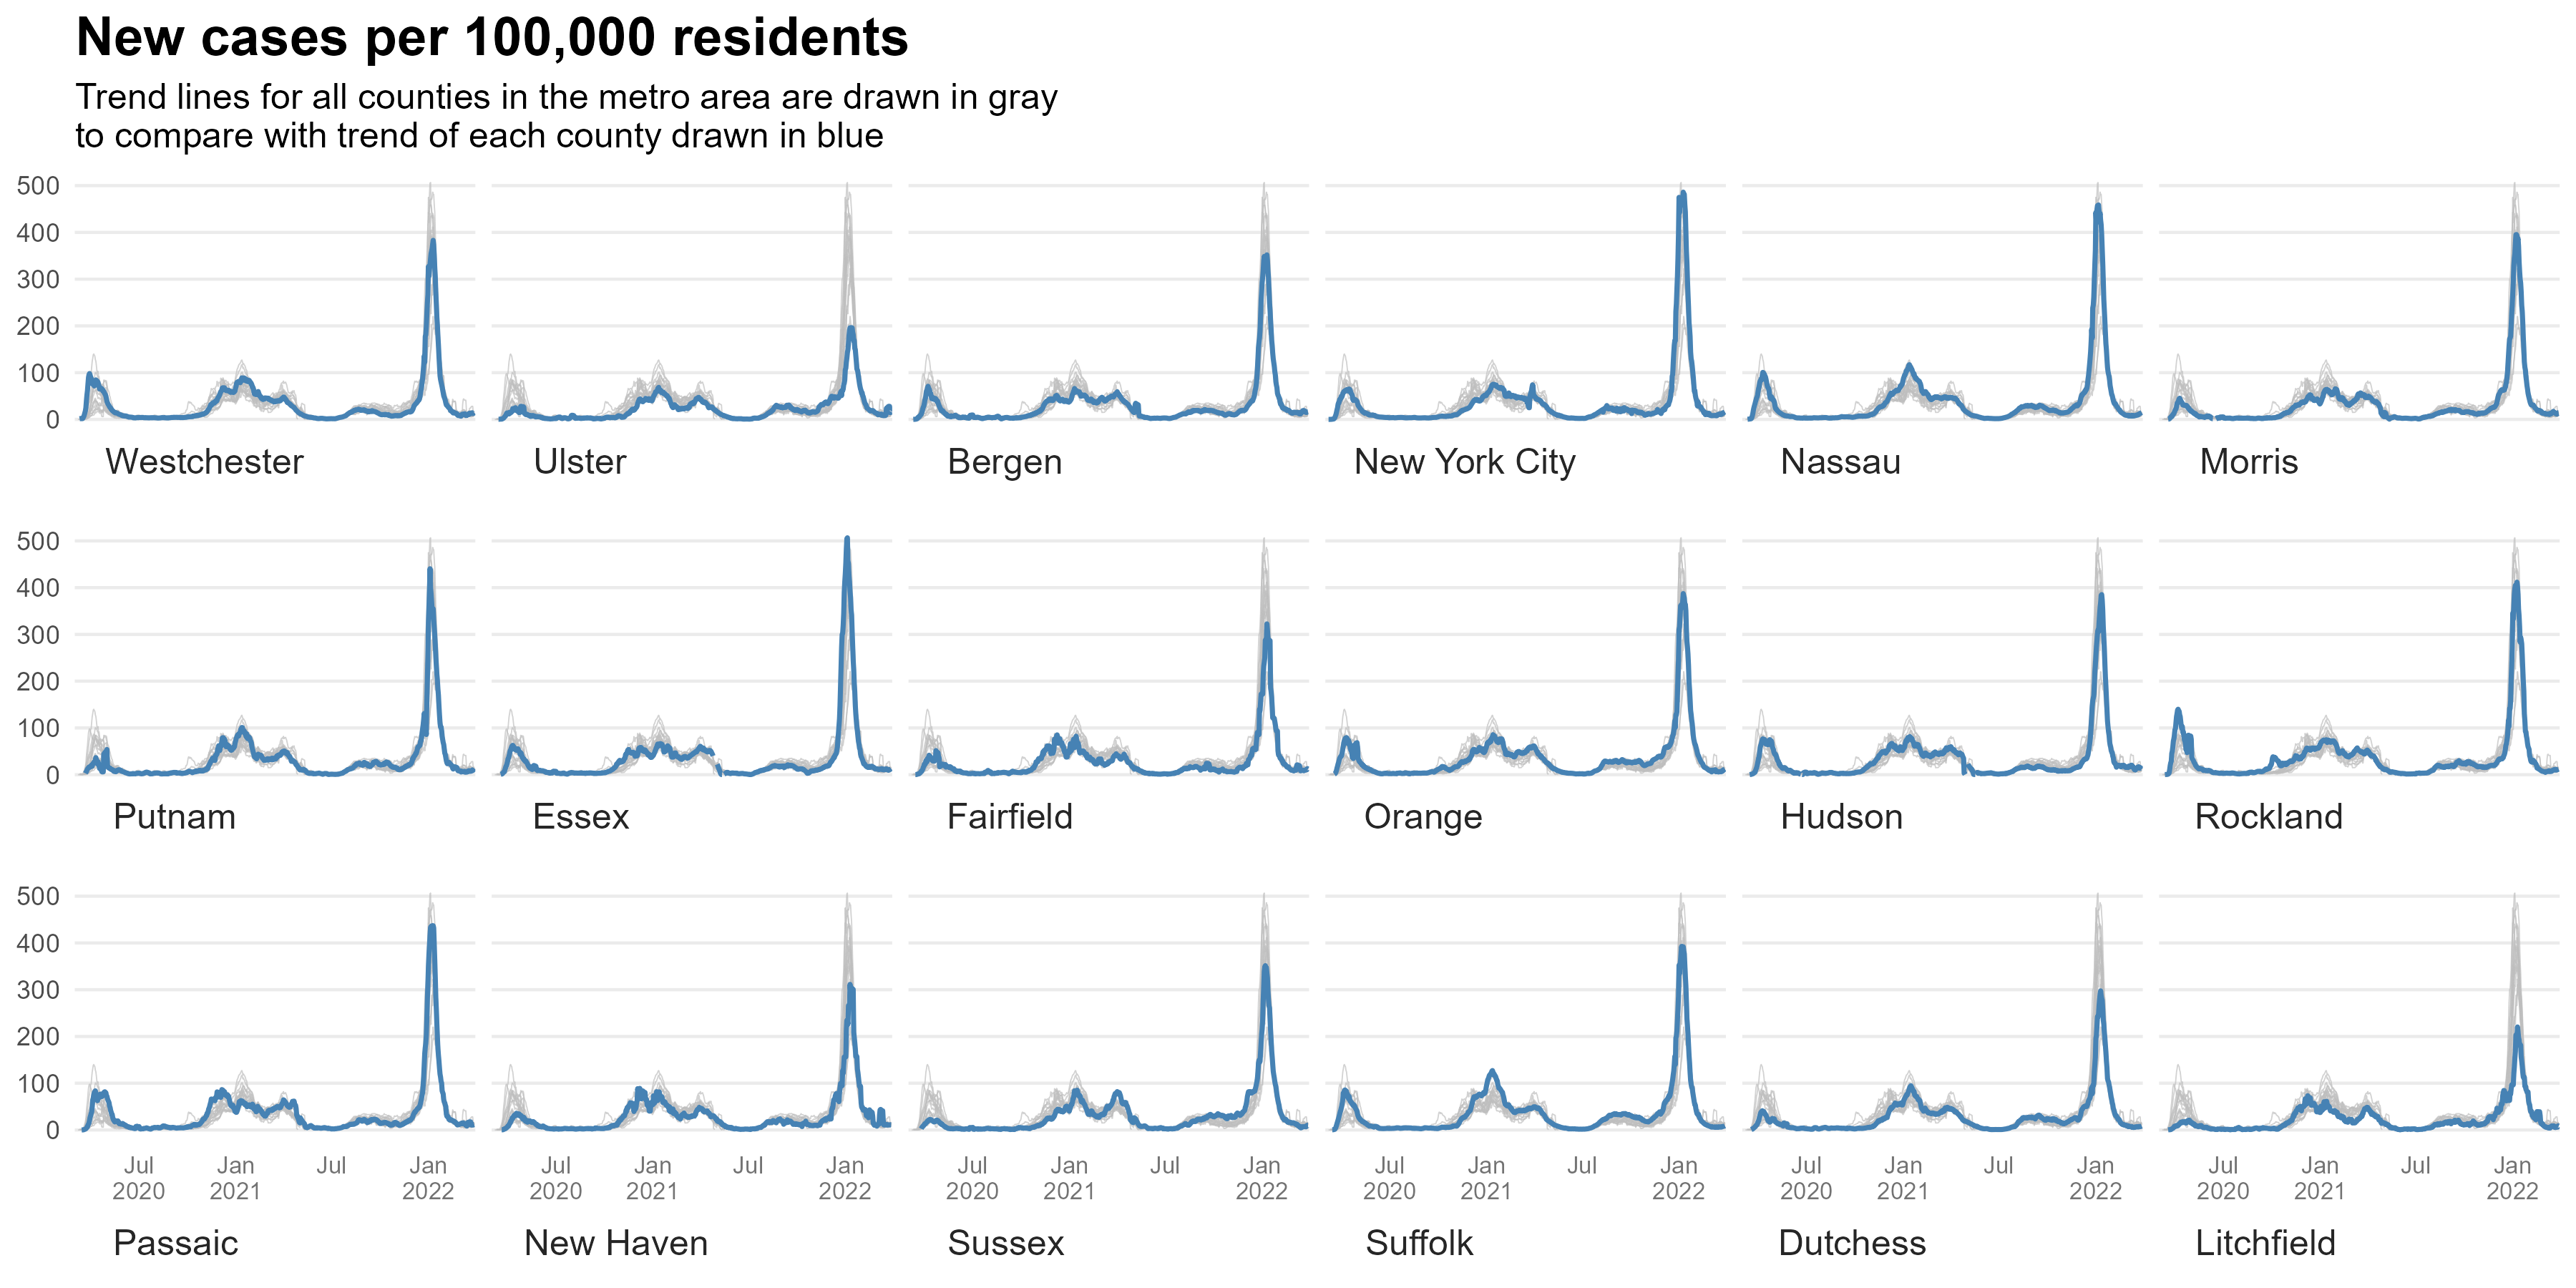 New cases per 100,000 residents
Trend lines for all counties in the metro area are drawn in gray
to compare with trend of each county drawn in blue
500
400
300
200
100
0
Westchester
Ulster
Bergen
New York City
Nassau
Morris
500
400
300
200
100
0
Putnam
Essex
Fairfield
Orange
Hudson
Rockland
500
400
300
200
100
0
Jul 2020
Jan 2021
Jul
Jan 2022
Jul 2020
Jan 2021
Jul
Jan 2022
Jul 2020
Jan 2021
Jul
Jan 2022
Jul 2020
Jan 2021
Jul
Jan 2022
Jul 2020
Jan 2021
Jul
Jan 2022
Jul 2020
Jan 2021
Jul
Jan 2022
Passaic
New Haven
Sussex
Suffolk
Dutchess
Litchfield